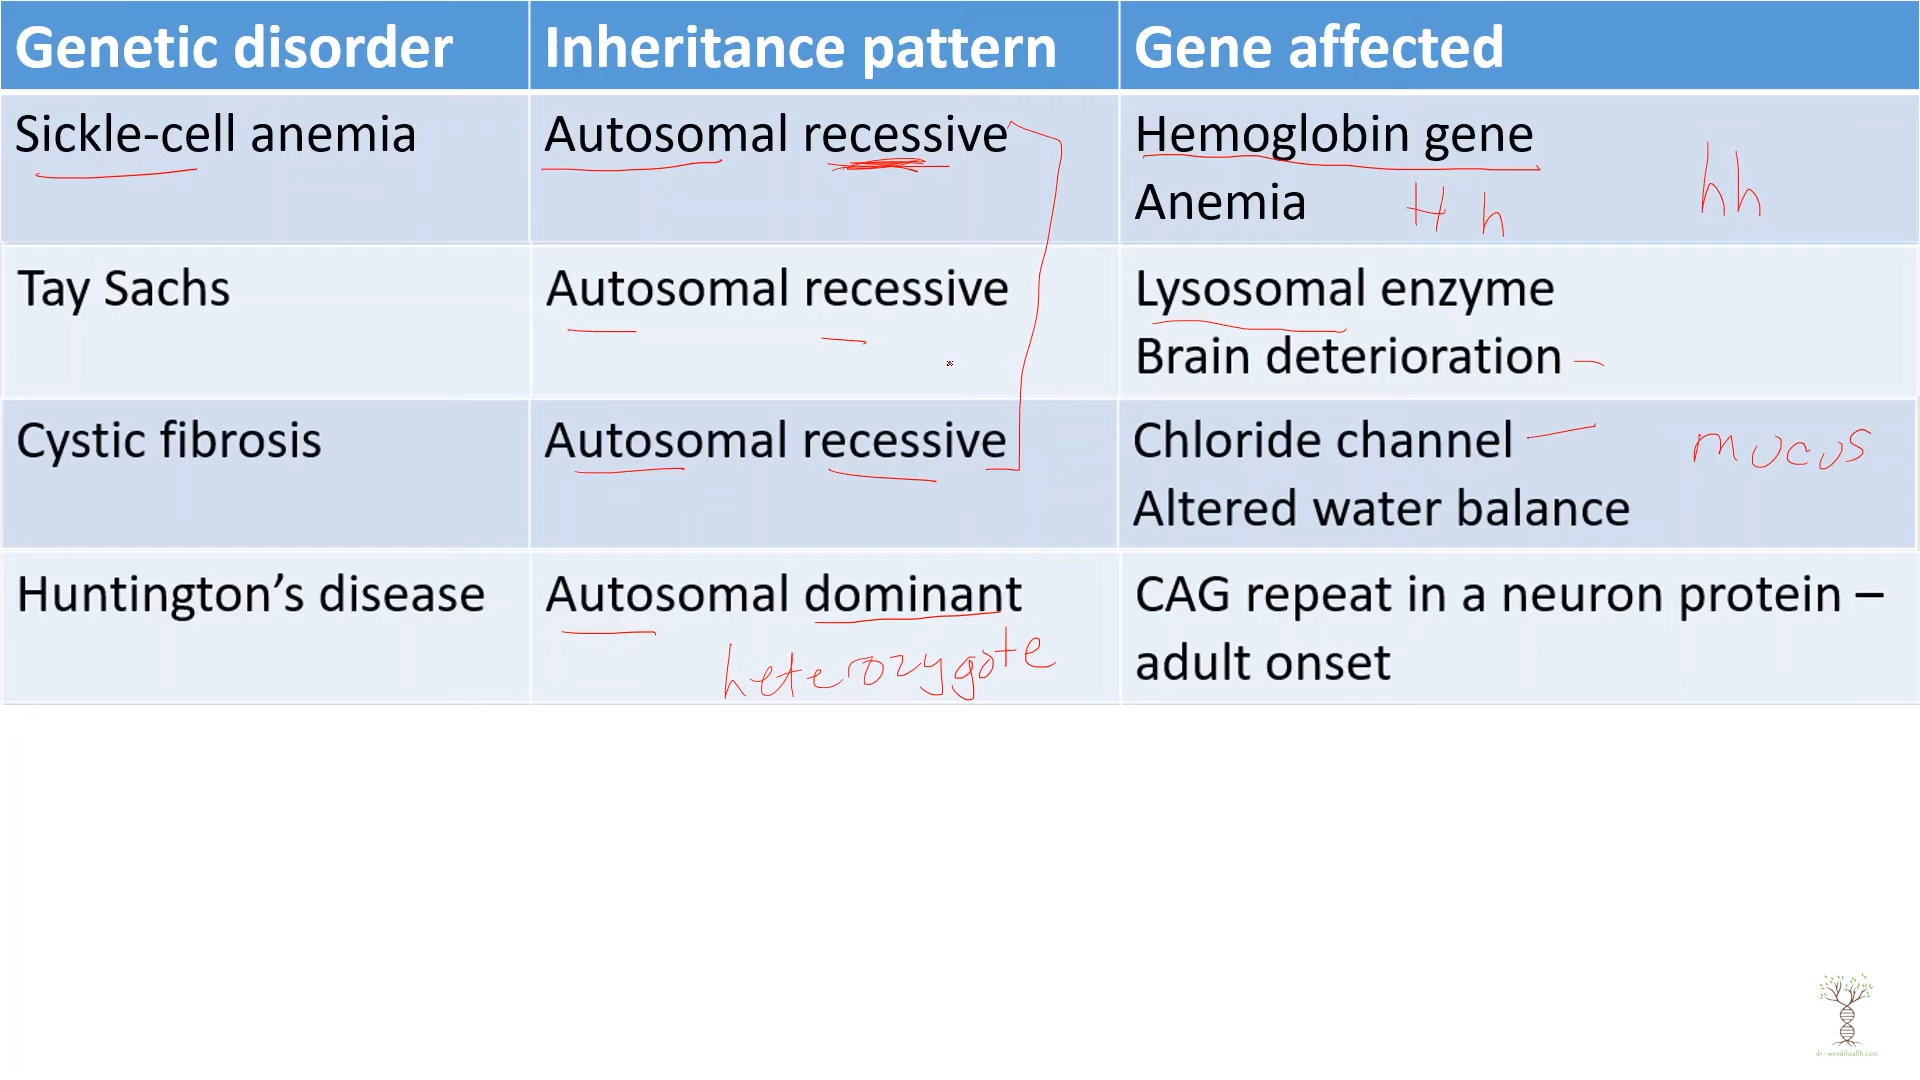 Genetic disorder Inheritance pattern Gene affected
Sickle-cell anemia Autosomal recessive Hemoglobin gene
Anemia H h hh
Tay Sachs Autosomal recessive Lysosomal enzyme
Brain deterioration
Cystic fibrosis Autosomal recessive Chloride channel mucus
Altered water balance
Huntington’s disease Autosomal dominant CAG repeat in a neuron protein –
heterozygote adult onset